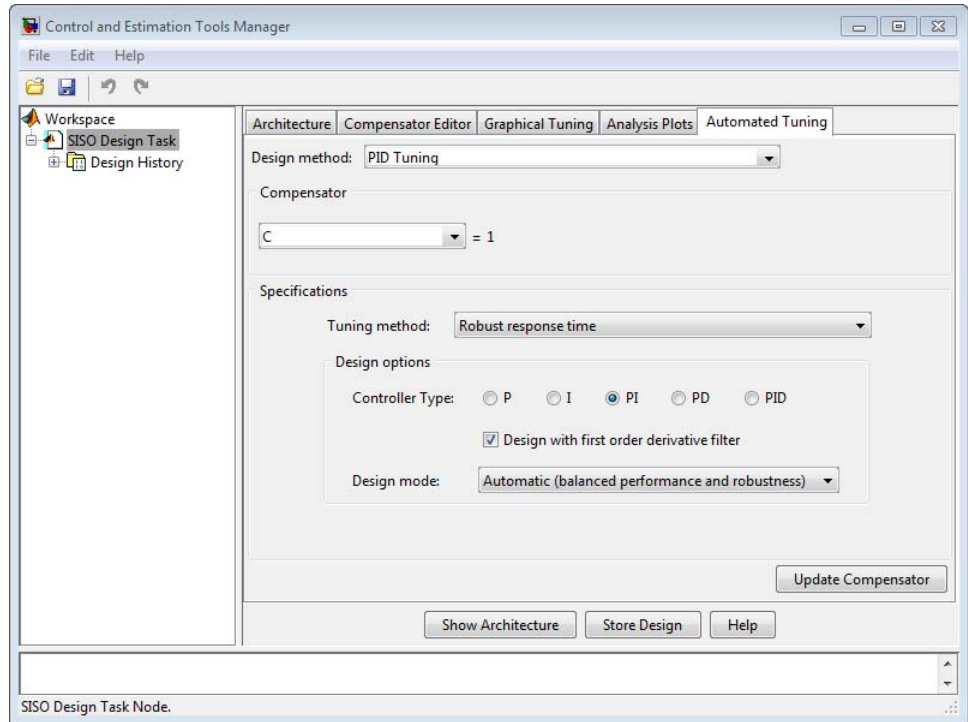 Control and Estimation Tools Manager
File Edit Help
Workspace
SISO Design Task
Design History
Architecture Compensator Editor Graphical Tuning Analysis Plots Automated Tuning
Design method: PID Tuning
Compensator
C = 1
Specifications
Tuning method: Robust response time
Design options
Controller Type: P I PI PD PID
Design with first order derivative filter
Design mode: Automatic (balanced performance and robustness)
Update Compensator
Show Architecture Store Design Help
SISO Design Task Node.